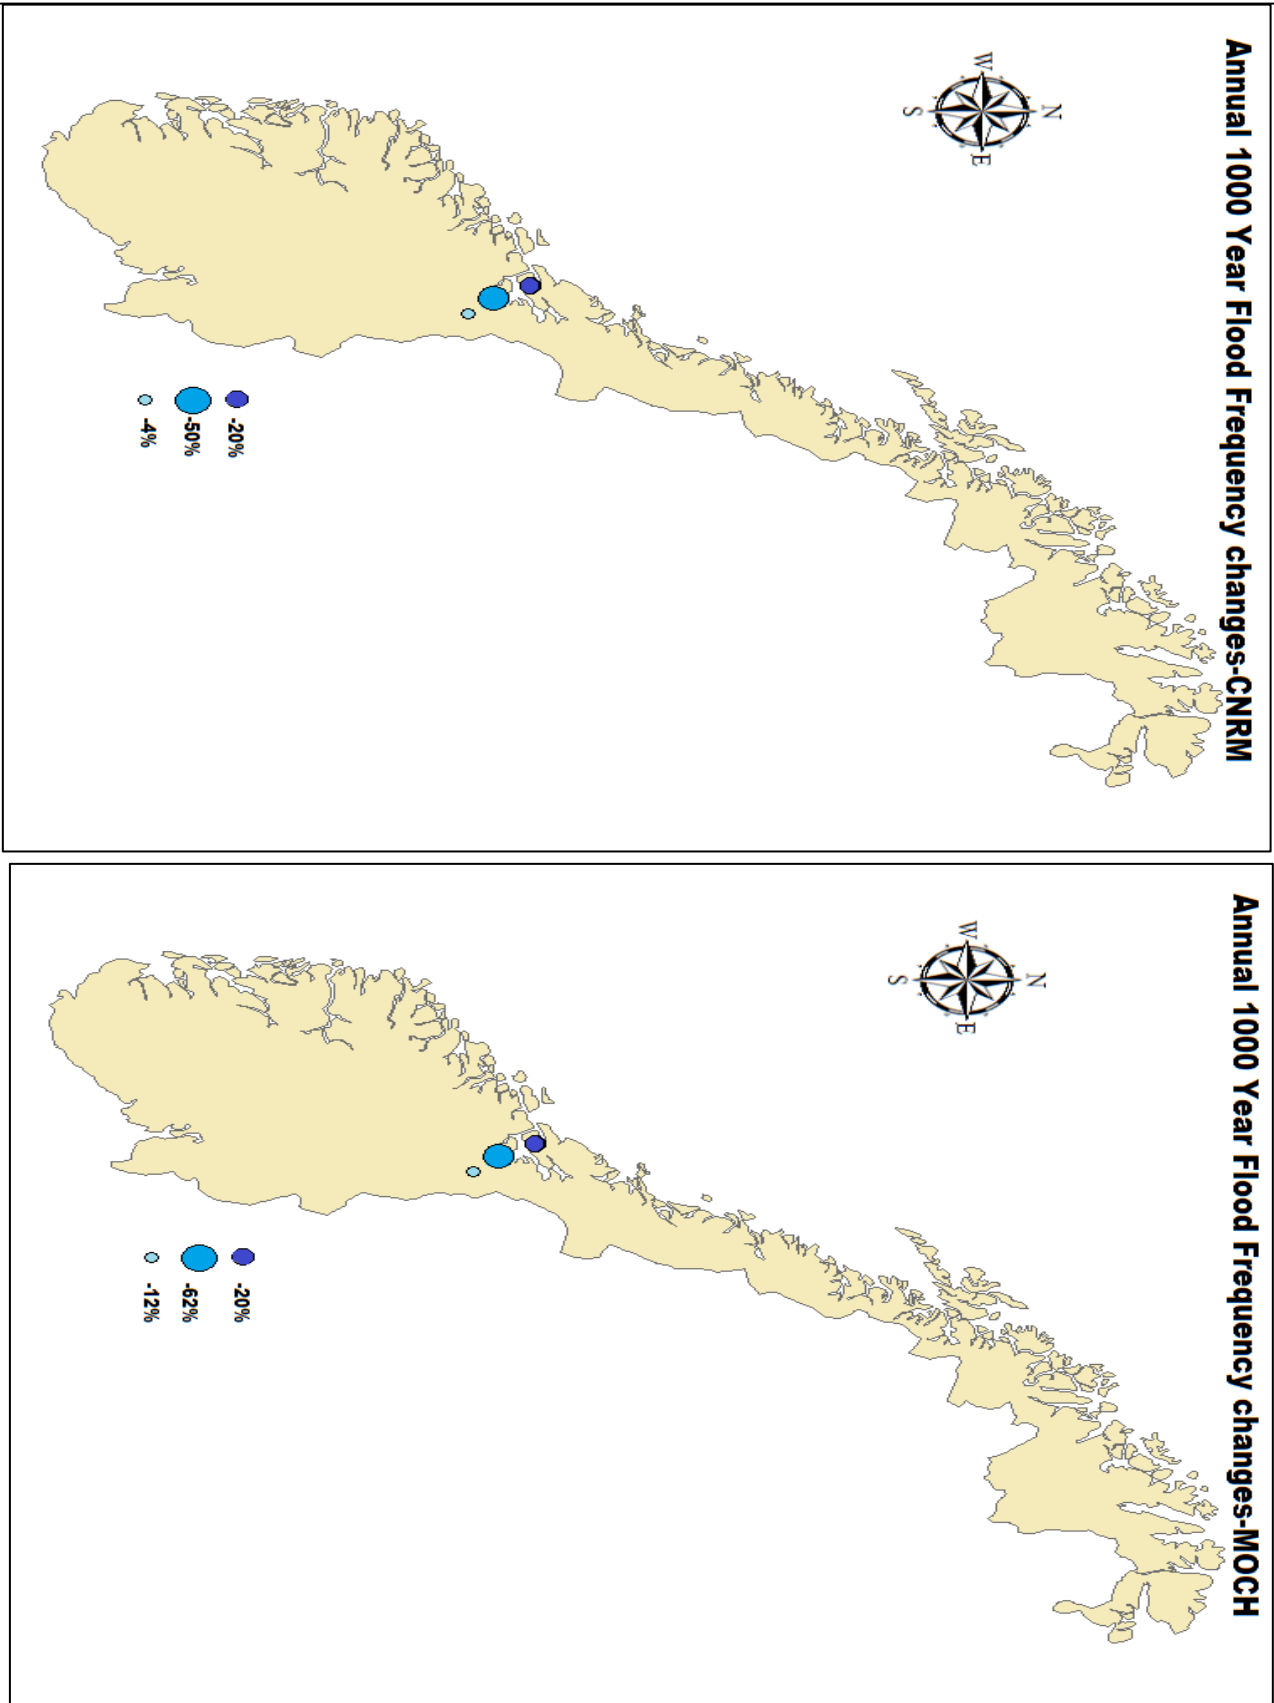 Annual 1000 Year Flood Frequency changes-CNRM
N
W
E
S
-20%
-50%
-4%
Annual 1000 Year Flood Frequency changes-MOCH
N
W
E
S
-20%
-62%
-12%